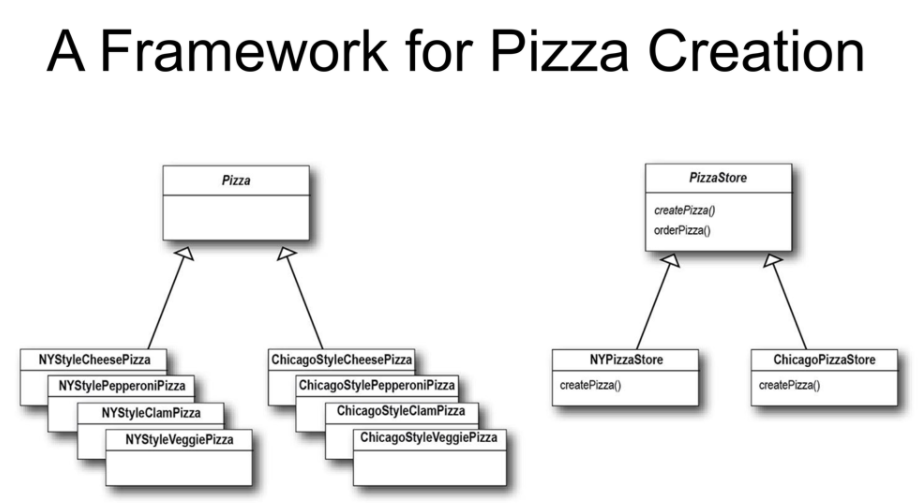 A Framework for Pizza Creation
Pizza
NYStyleCheesePizza
NYStylePepperoniPizza
NYStyleClamPizza
NYStyleVeggiePizza
ChicagoStyleCheesePizza
ChicagoStylePepperoniPizza
ChicagoStyleClamPizza
ChicagoStyleVeggiePizza
PizzaStore
createPizza()
orderPizza()
NYPizzaStore
createPizza()
ChicagoPizzaStore
createPizza()